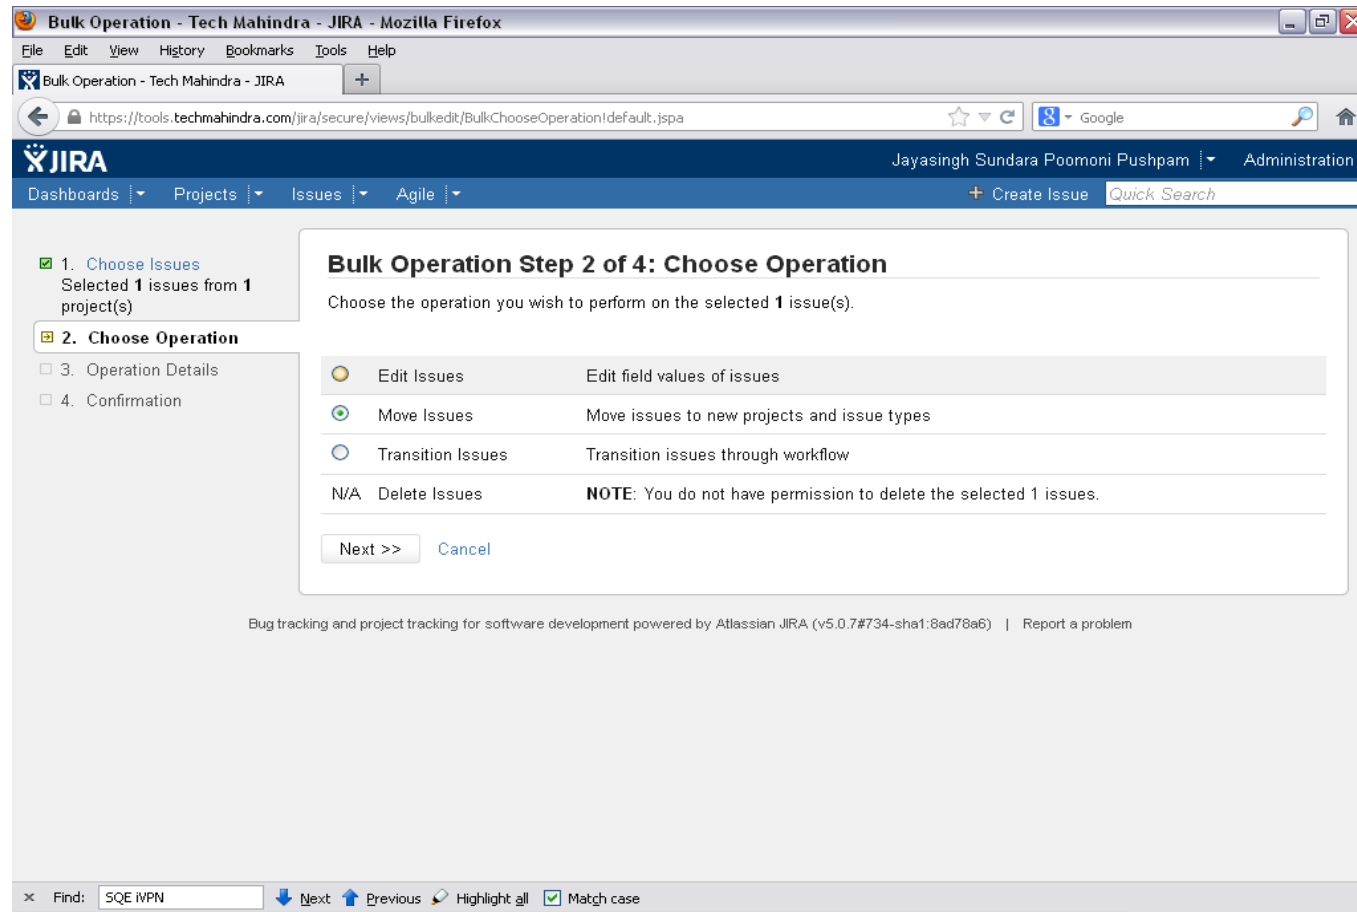 Bulk Operation - Tech Mahindra - JIRA - Mozilla Firefox
File Edit View History Bookmarks Tools Help
Bulk Operation - Tech Mahindra - JIRA +
https://tools.techmahindra.com/jira/secure/views/bulkedit/BulkChooseOperation!default.jspa
8 Google
JIRA
Jayasingh Sundara Poomoni Pushpam Administration
Dashboards Projects Issues Agile + Create Issue Quick Search
1. Choose Issues
Selected 1 issues from 1
project(s)
2. Choose Operation
3. Operation Details
4. Confirmation
Bulk Operation Step 2 of 4: Choose Operation
Choose the operation you wish to perform on the selected 1 issue(s).
Edit Issues Edit field values of issues
Move Issues Move issues to new projects and issue types
Transition Issues Transition issues through workflow
N/A Delete Issues NOTE: You do not have permission to delete the selected 1 issues.
Next >> Cancel
Bug tracking and project tracking for software development powered by Atlassian JIRA (v5.0.7#734-sha1:8ad78a6) | Report a problem
× Find: SQE iVPN Next Previous Highlight all Match case